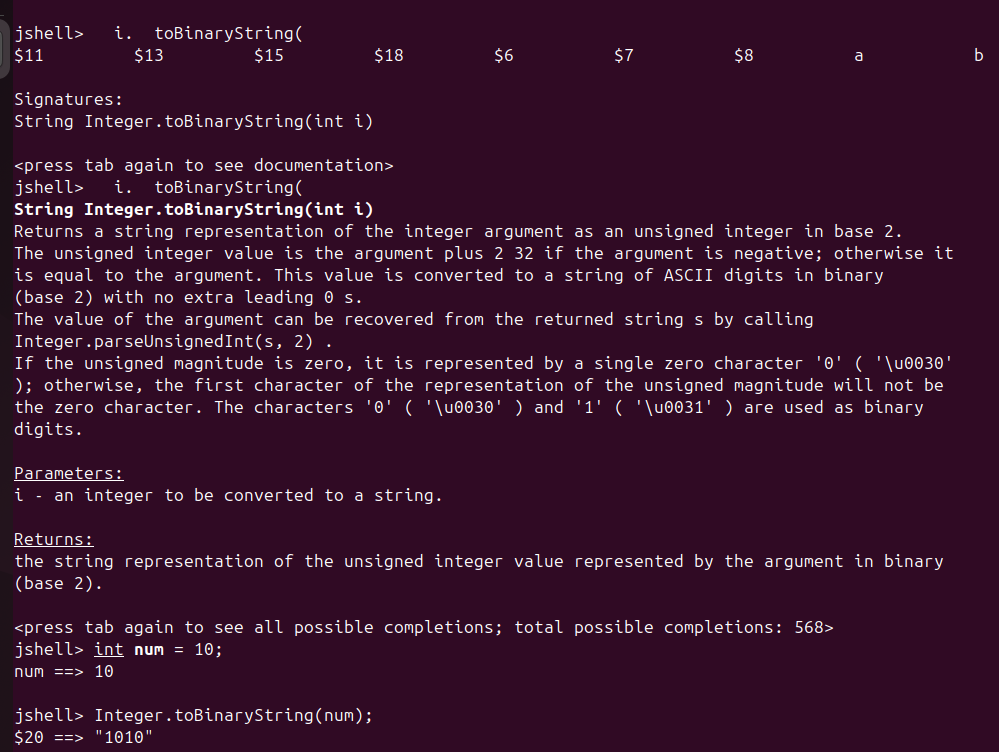 jshell>   i.  toBinaryString(
$11         $13         $15         $18         $6          $7          $8          a           b
Signatures:
String Integer.toBinaryString(int i)
<press tab again to see documentation>
jshell>   i.  toBinaryString(
String Integer.toBinaryString(int i)
Returns a string representation of the integer argument as an unsigned integer in base 2.
The unsigned integer value is the argument plus 2 32 if the argument is negative; otherwise it
is equal to the argument. This value is converted to a string of ASCII digits in binary
(base 2) with no extra leading 0 s.
The value of the argument can be recovered from the returned string s by calling
Integer.parseUnsignedInt(s, 2) .
If the unsigned magnitude is zero, it is represented by a single zero character '0' ( '\u0030'
); otherwise, the first character of the representation of the unsigned magnitude will not be
the zero character. The characters '0' ( '\u0030' ) and '1' ( '\u0031' ) are used as binary
digits.
Parameters:
i - an integer to be converted to a string.
Returns:
the string representation of the unsigned integer value represented by the argument in binary
(base 2).
<press tab again to see all possible completions; total possible completions: 568>
jshell> int num = 10;
num ==> 10
jshell> Integer.toBinaryString(num);
$20 ==> "1010"